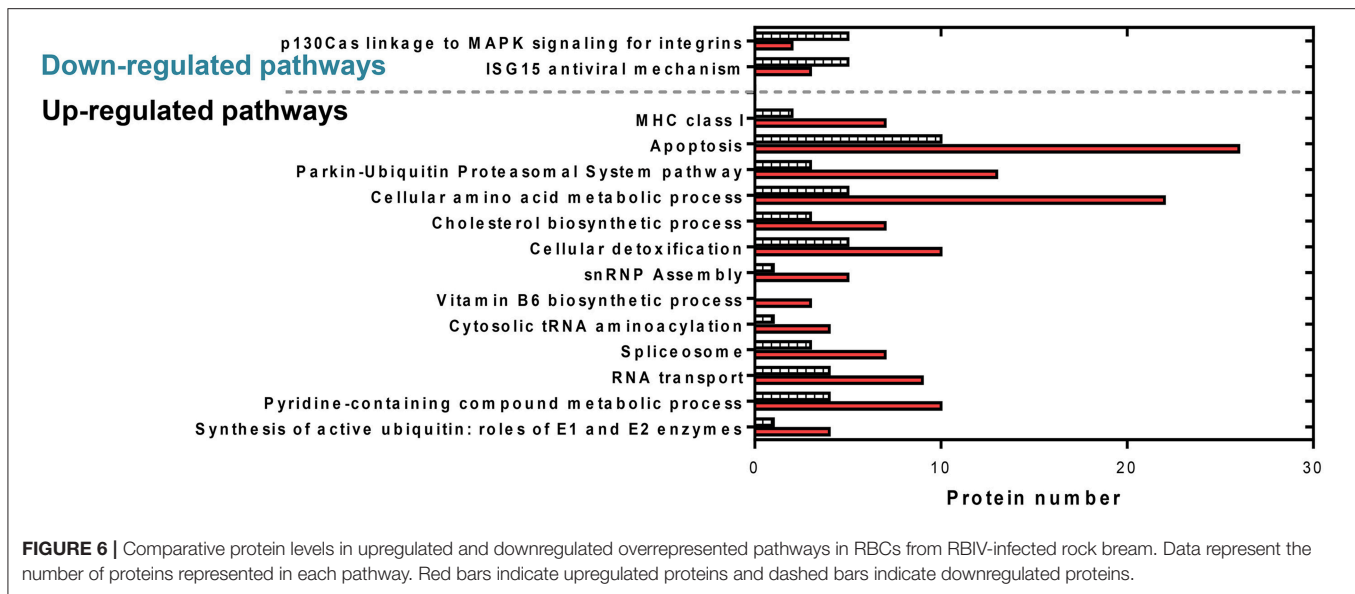 p130Cas linkage to MAPK signaling for integrins
Down-regulated pathways
ISG15 antiviral mechanism
Up-regulated pathways
MHC class I
Apoptosis
Parkin-Ubiquitin Proteasomal System pathway
Cellular amino acid metabolic process
Cholesterol biosynthetic process
Cellular detoxification
snRNP Assembly
Vitamin B6 biosynthetic process
Cytosolic tRNA aminoacylation
Spliceosome
RNA transport
Pyridine-containing compound metabolic process
Synthesis of active ubiquitin: roles of E1 and E2 enzymes
0 10 20 30
Protein number
FIGURE 6 | Comparative protein levels in upregulated and downregulated overrepresented pathways in RBCs from RBIV-infected rock bream. Data represent the
number of proteins represented in each pathway. Red bars indicate upregulated proteins and dashed bars indicate downregulated proteins.